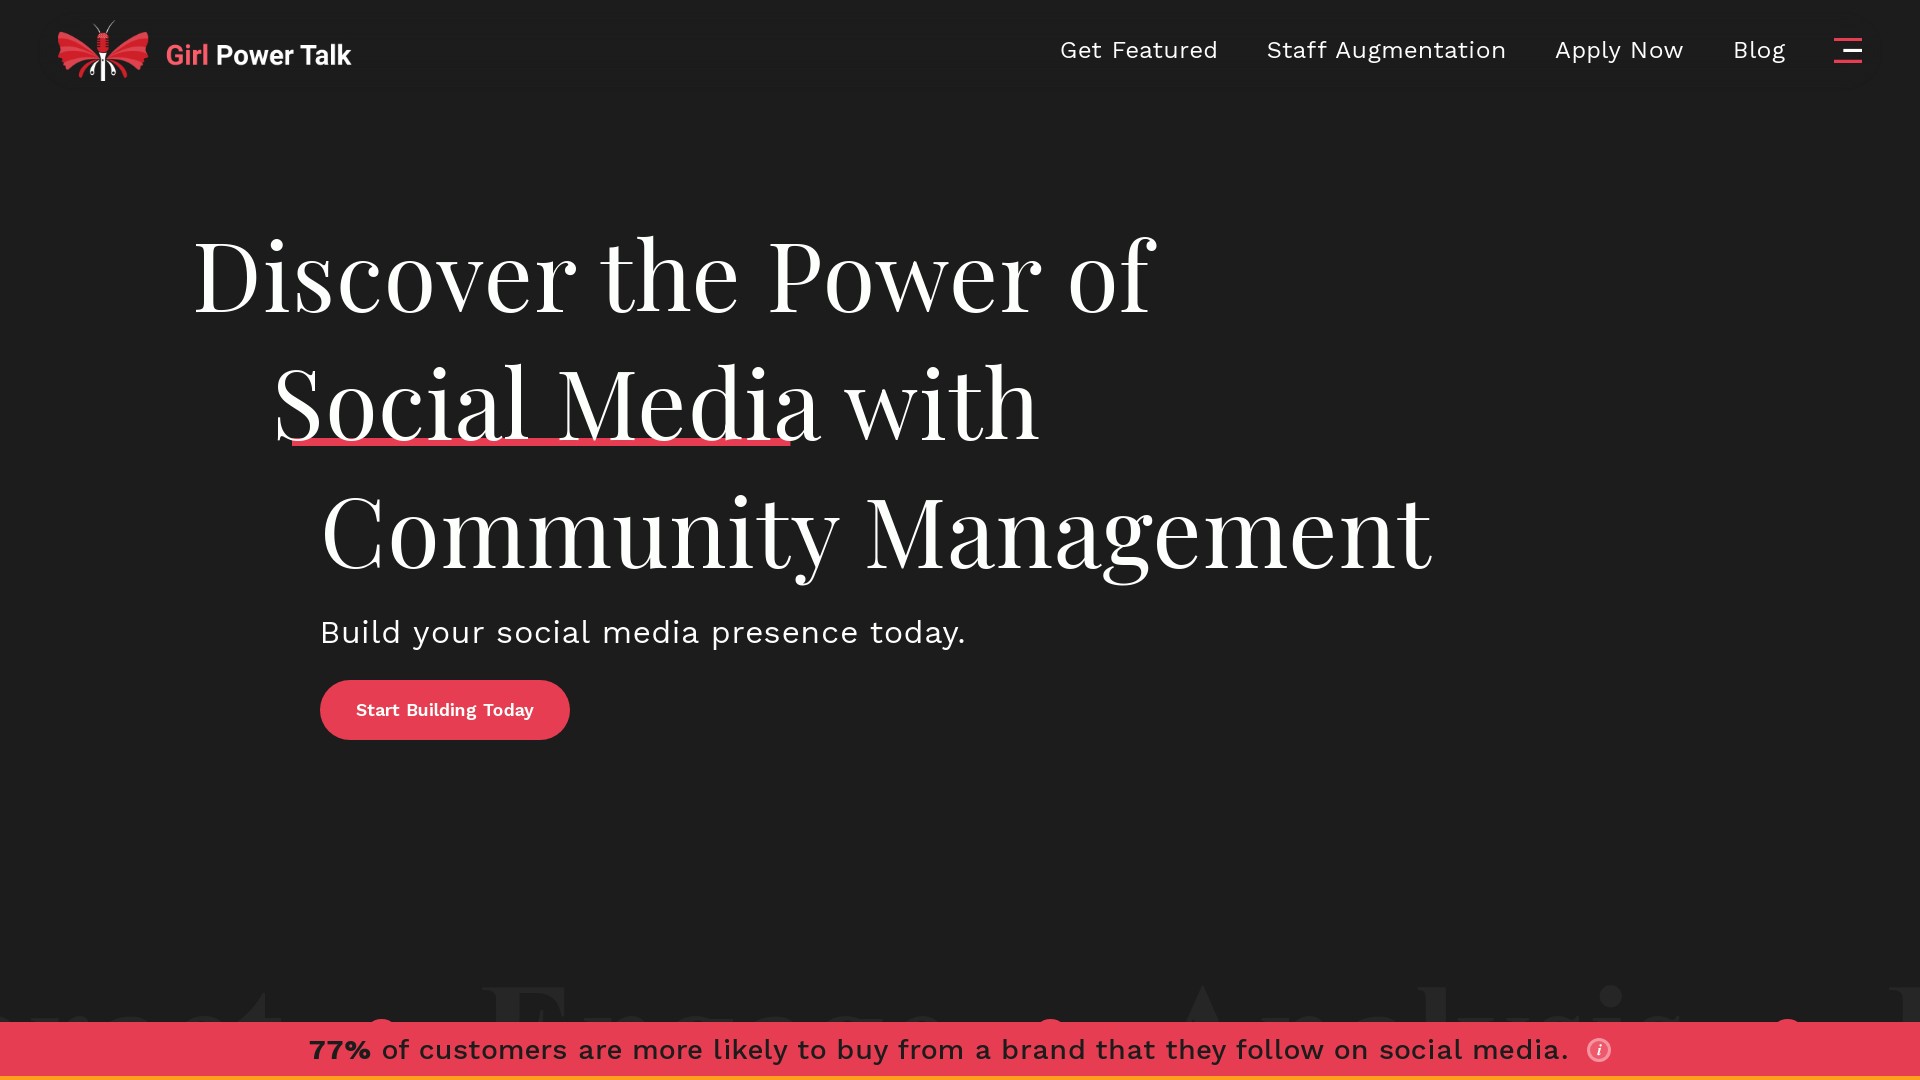 Girl Power Talk
Get Featured
Staff Augmentation
Apply Now
Blog
Discover the Power of
Social Media with
Community Management
Build your social media presence today.
Start Building Today
Engage
Analysis
77% of customers are more likely to buy from a brand that they follow on social media.
i